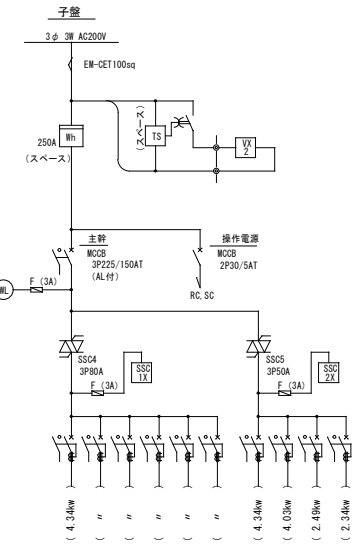 子盤
3φ 3W AC200V
EM-CET100sq
Wh
250A
(スペース)
(スペース)
TS
VX
2
主幹
MCCB
3P225/150AT
(AL付)
操作電源
MCCB
2P30/5AT
RC,SC
WL
F (3A)
SSC4
3P80A
F (3A)
SSC
1X
SSC5
3P50A
F (3A)
SSC
2X
( 4.34kw
( 〃
( 〃
( 〃
( 〃
( 〃
( 4.34kw
( 4.03kw
( 2.49kw
( 2.34kw